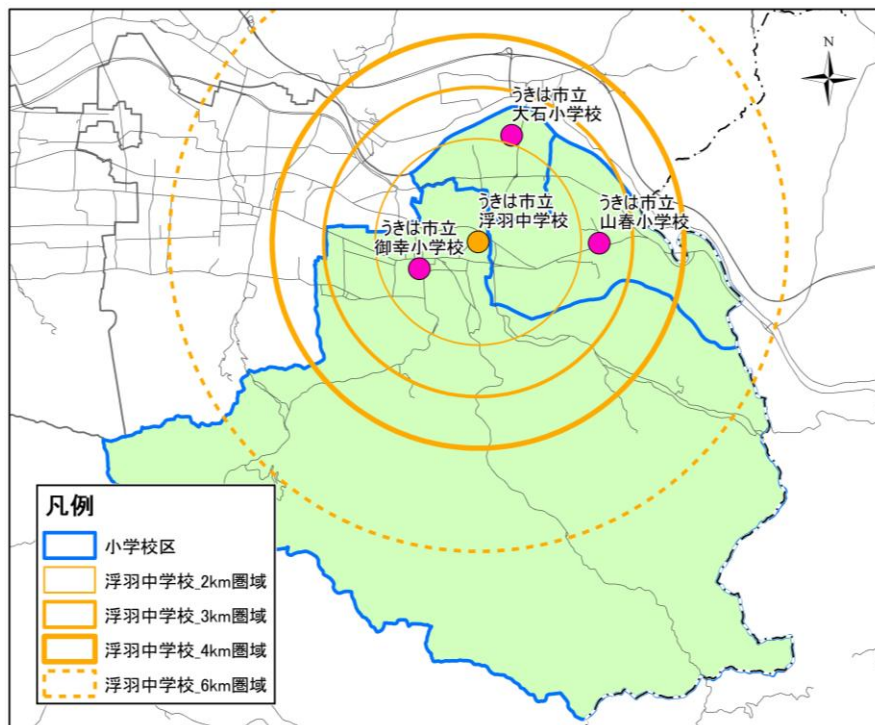 N
うきは市立
大石小学校
うきは市立
浮羽中学校
うきは市立
山春小学校
うきは市立
御幸小学校
凡例
小学校区
浮羽中学校_2km圏域
浮羽中学校_3km圏域
浮羽中学校_4km圏域
浮羽中学校_6km圏域